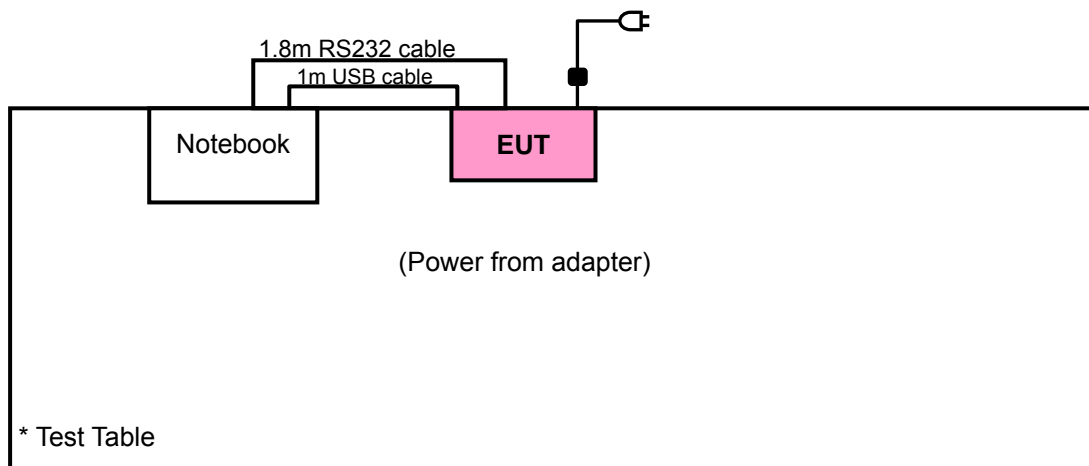 1.8m RS232 cable
1m USB cable
Notebook
EUT
(Power from adapter)
* Test Table